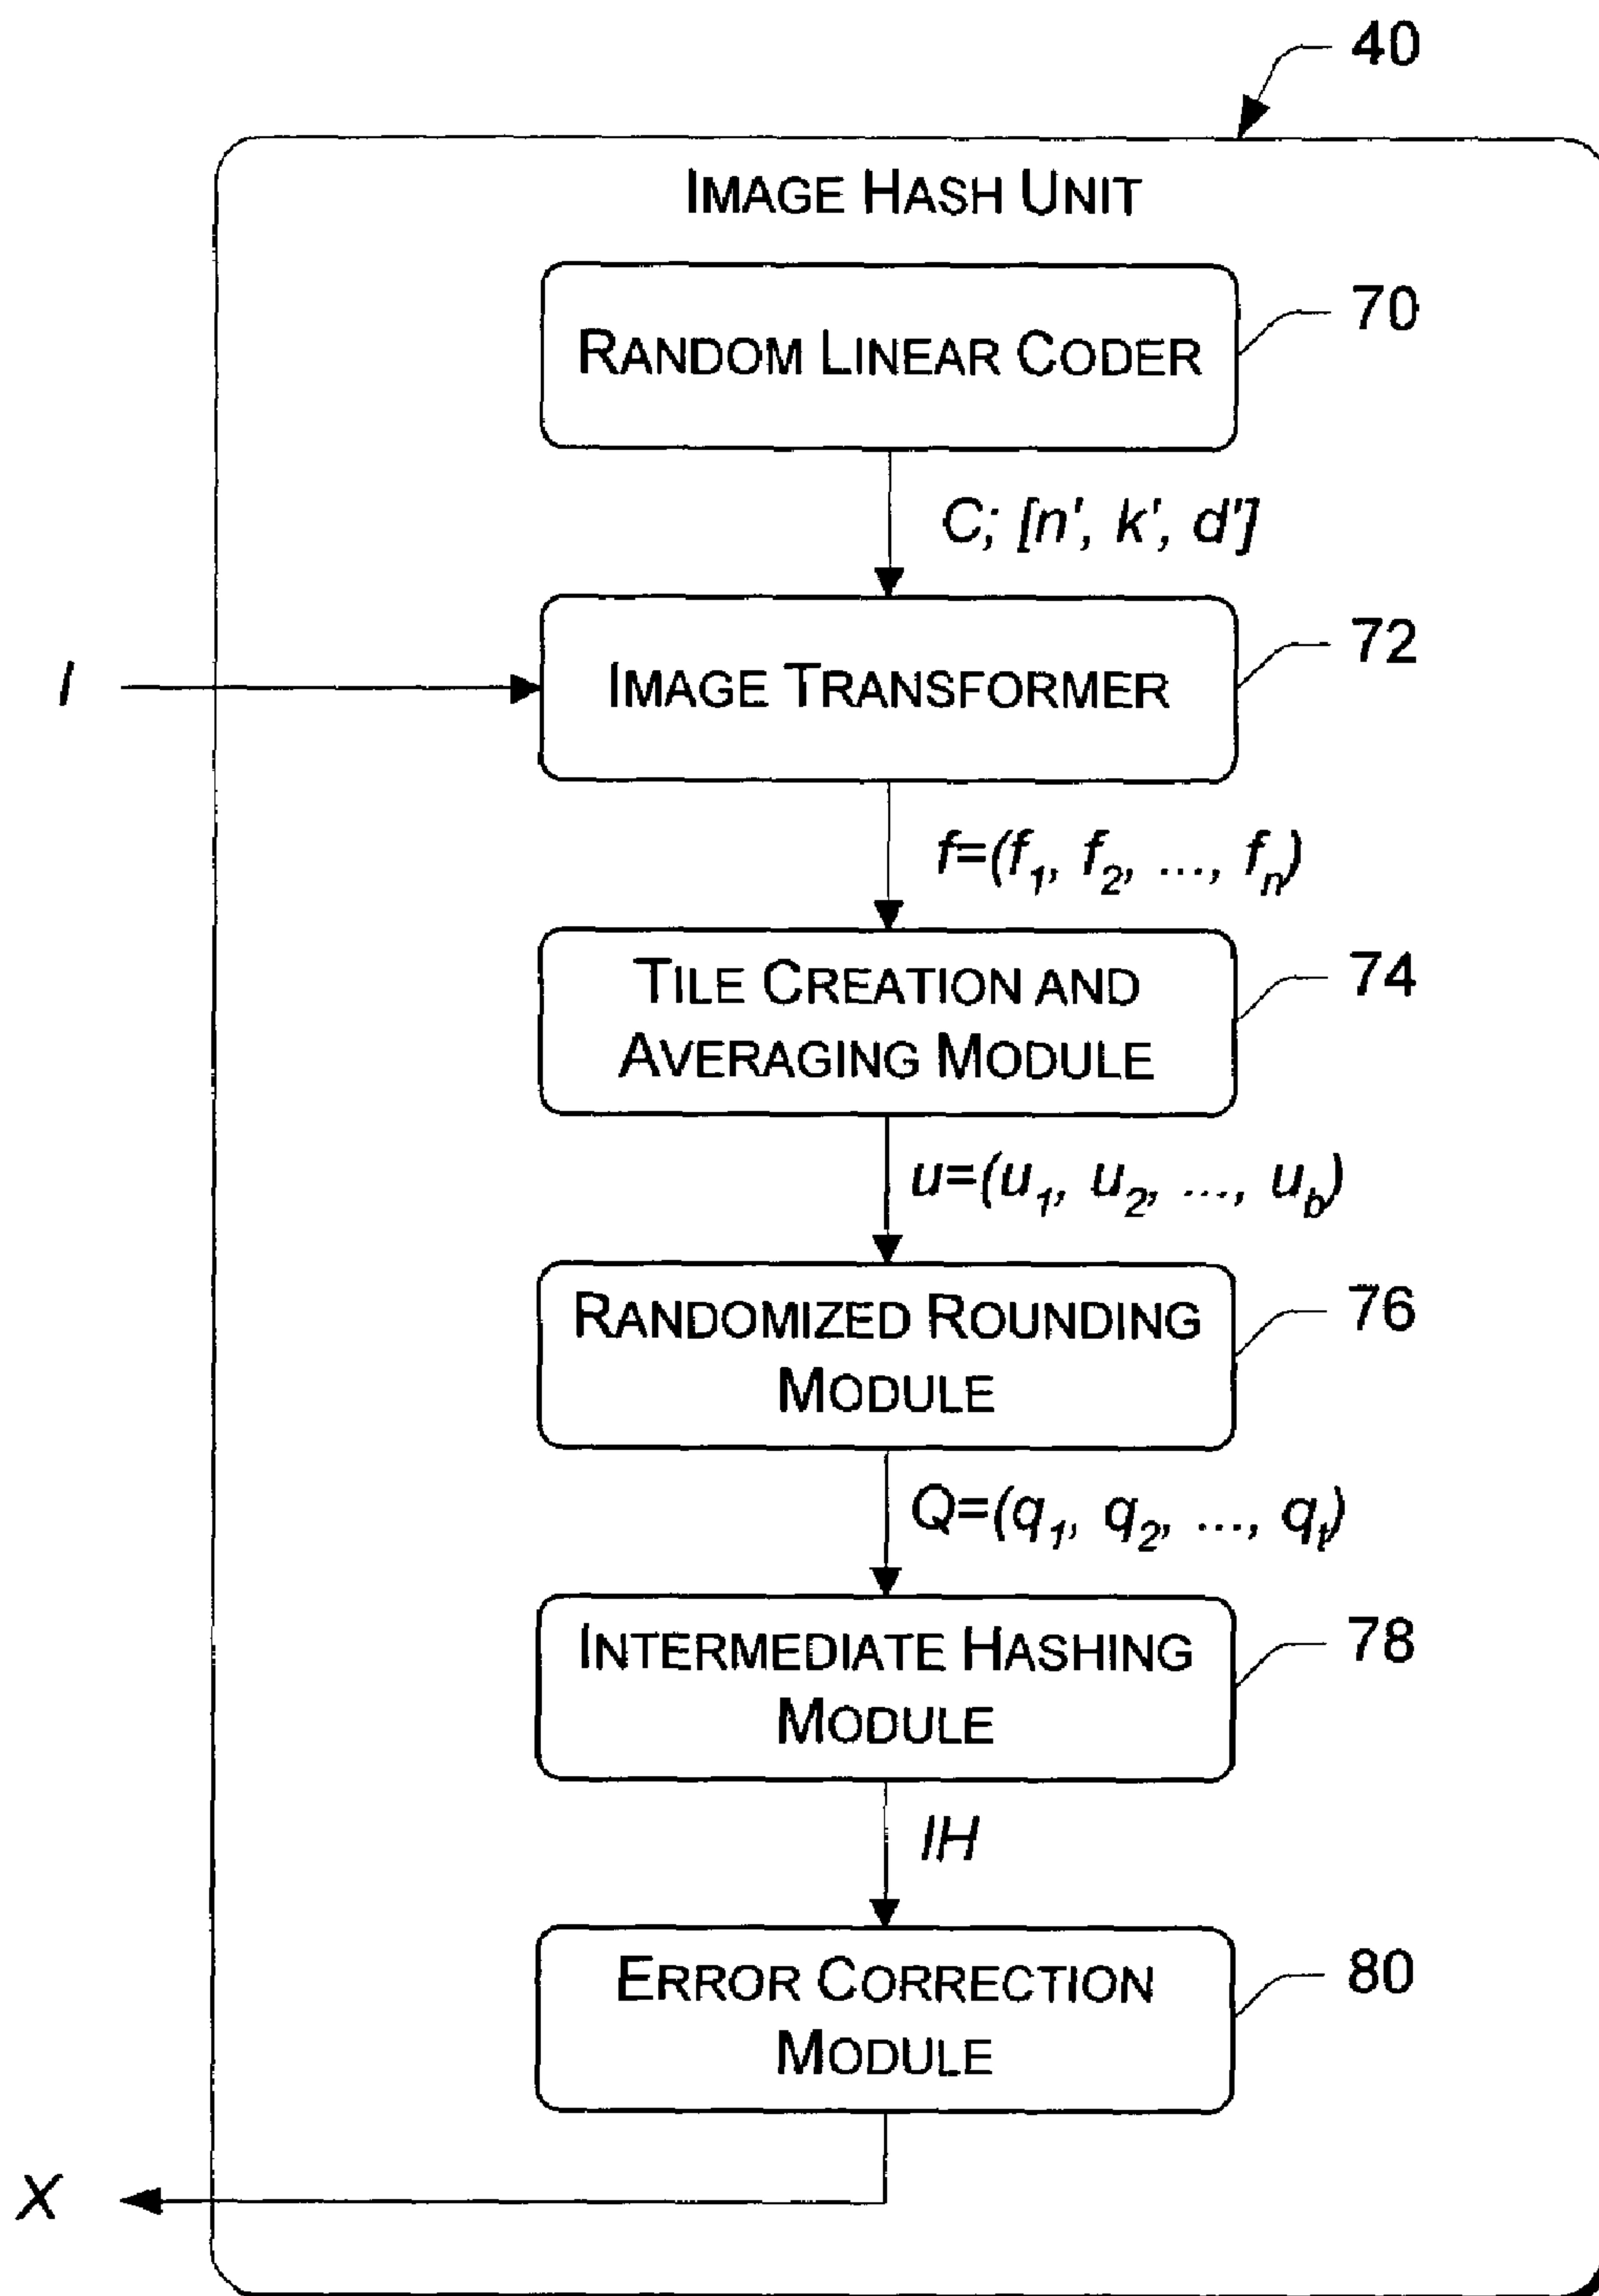 40
IMAGE HASH UNIT
RANDOM LINEAR CODER
70
C; [n', k', d']
I
IMAGE TRANSFORMER
72
f=(f₁, f₂, ..., fₙ)
TILE CREATION AND
AVERAGING MODULE
74
u=(u₁, u₂, ..., u_b)
RANDOMIZED ROUNDING
MODULE
76
Q=(q₁, q₂, ..., qₜ)
INTERMEDIATE HASHING
MODULE
78
IH
ERROR CORRECTION
MODULE
80
X